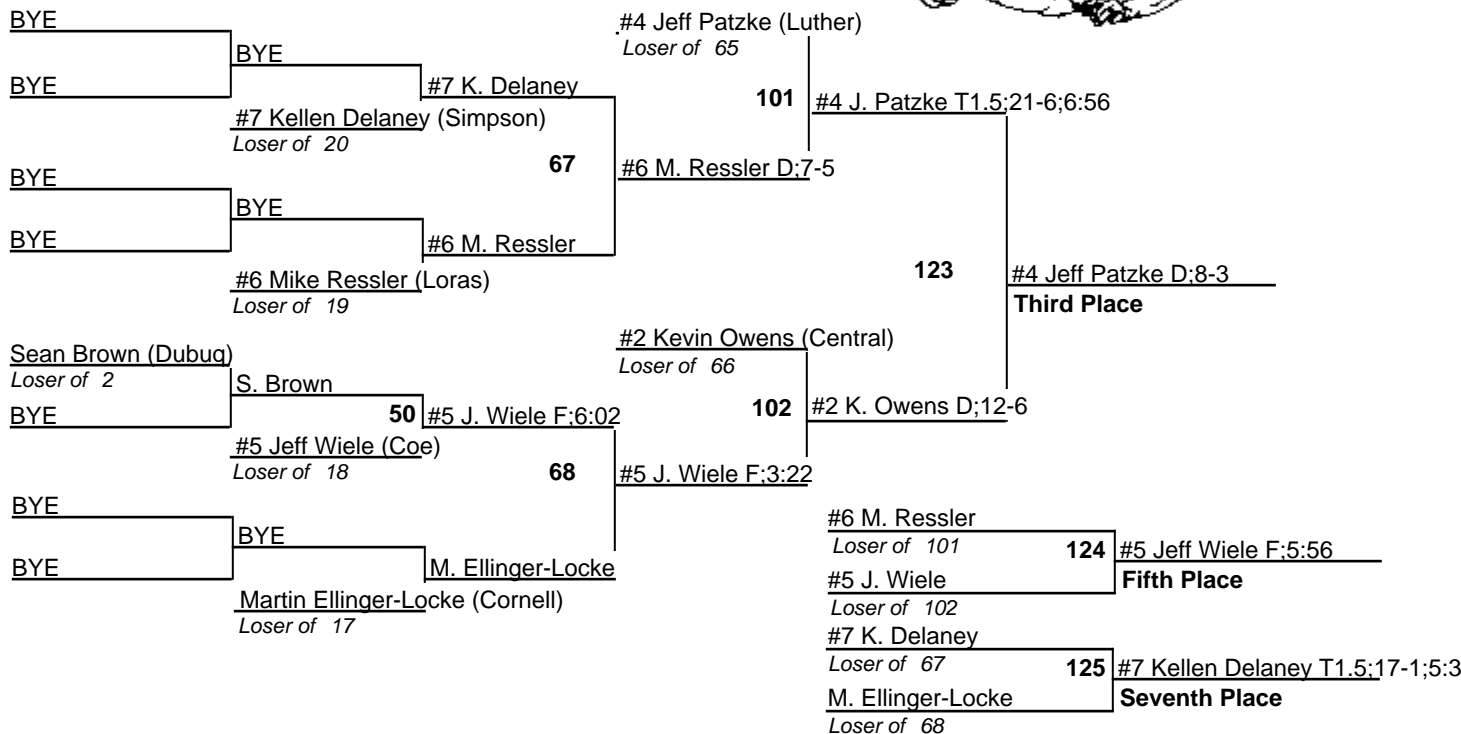 BYE
BYE
BYE
#7 Kellen Delaney (Simpson)
Loser of 20
#7 K. Delaney
BYE
BYE
BYE
#6 Mike Ressler (Loras)
Loser of 19
#6 M. Ressler
67
#6 M. Ressler D;7-5
#4 Jeff Patzke (Luther)
Loser of 65
101
#4 J. Patzke T1.5;21-6;6:56
Sean Brown (Dubuq)
Loser of 2
BYE
S. Brown
#5 Jeff Wiele (Coe)
Loser of 18
50
#5 J. Wiele F;6:02
BYE
BYE
BYE
Martin Ellinger-Locke (Cornell)
Loser of 17
M. Ellinger-Locke
68
#5 J. Wiele F;3:22
#2 Kevin Owens (Central)
Loser of 66
102
#2 K. Owens D;12-6
123
#4 Jeff Patzke D;8-3
Third Place
#6 M. Ressler
Loser of 101
#5 J. Wiele
Loser of 102
124
#5 Jeff Wiele F;5:56
Fifth Place
#7 K. Delaney
Loser of 67
M. Ellinger-Locke
Loser of 68
125
#7 Kellen Delaney T1.5;17-1;5:3
Seventh Place